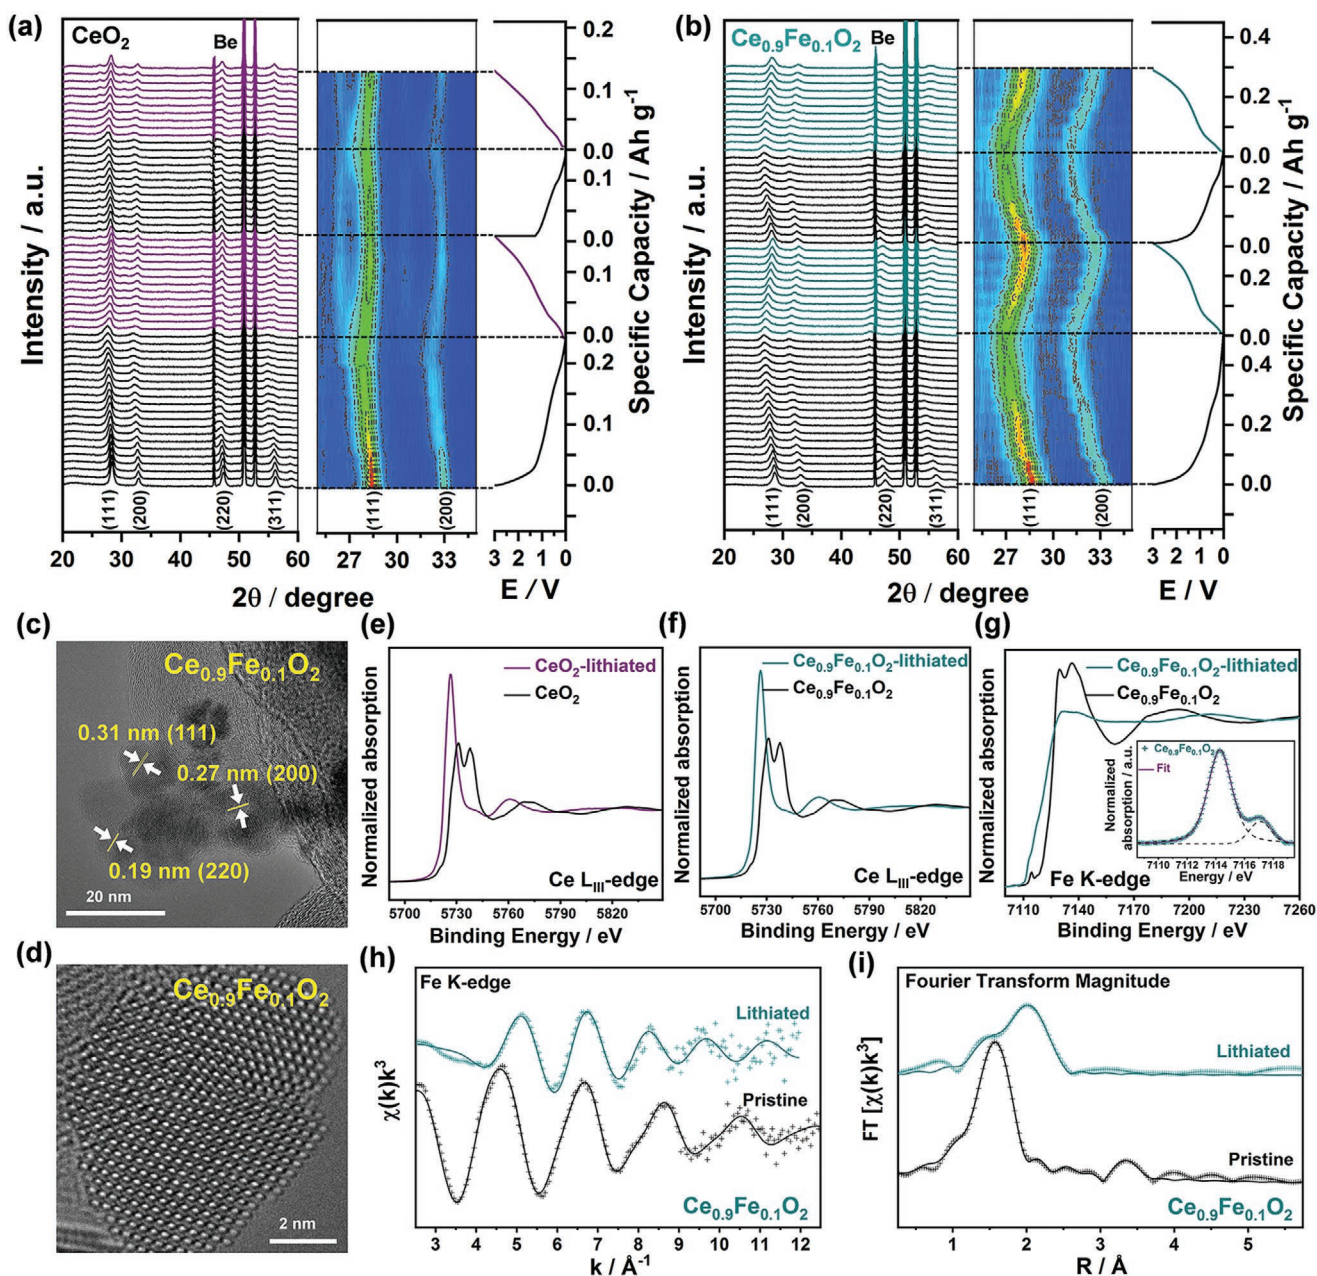 (a)
CeO2
Be
Intensity / a.u.
(111)
(200)
(220)
(311)
20 30 40 50 60
2θ / degree
(111)
(200)
27 33
3 2 1 0
E / V
0.2
0.1
0.0
0.1
0.0
0.1
0.0
0.2
0.1
0.0
Specific Capacity / Ah g-1
(b)
Ce0.9Fe0.1O2
Be
Intensity / a.u.
(111)
(200)
(220)
(311)
20 30 40 50 60
2θ / degree
(111)
(200)
27 33
3 2 1 0
E / V
0.4
0.2
0.0
0.2
0.0
0.2
0.0
0.4
0.2
0.0
Specific Capacity / Ah g-1
(c)
Ce0.9Fe0.1O2
0.31 nm (111)
0.27 nm (200)
0.19 nm (220)
20 nm
(d)
Ce0.9Fe0.1O2
2 nm
(e)
CeO2-lithiated
CeO2
Normalized absorption
Ce LIII-edge
5700 5730 5760 5790 5820
Binding Energy / eV
(f)
Ce0.9Fe0.1O2-lithiated
Ce0.9Fe0.1O2
Normalized absorption
Ce LIII-edge
5700 5730 5760 5790 5820
Binding Energy / eV
(g)
Ce0.9Fe0.1O2-lithiated
Ce0.9Fe0.1O2
Normalized absorption
+ Ce0.9Fe0.1O2
Fit
Normalized
absorption / a.u.
7110 7112 7114 7116 7118
Energy / eV
Fe K-edge
7110 7140 7170 7200 7230 7260
Binding Energy / eV
(h)
Fe K-edge
Lithiated
Pristine
χ(k)k3
Ce0.9Fe0.1O2
3 4 5 6 7 8 9 10 11 12
k / Å-1
(i)
Fourier Transform Magnitude
Lithiated
Pristine
FT [χ(k)k3]
Ce0.9Fe0.1O2
1 2 3 4 5
R / Å